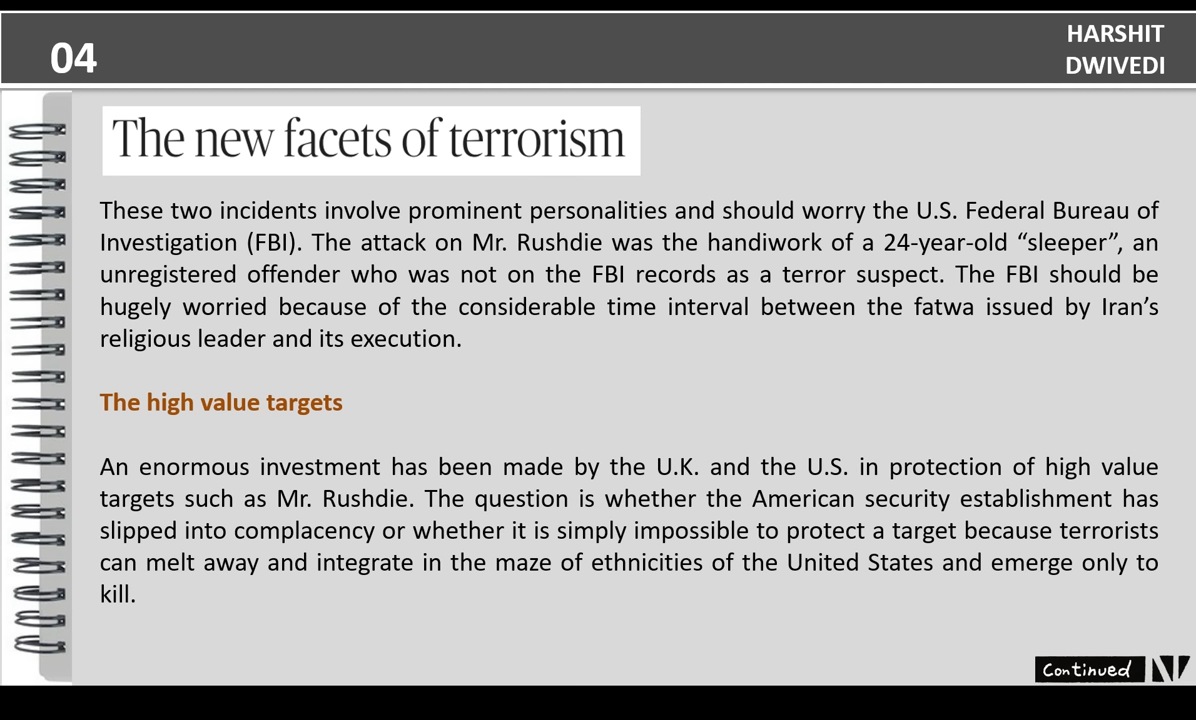 04
HARSHIT
DWIVEDI
The new facets of terrorism
These two incidents involve prominent personalities and should worry the U.S. Federal Bureau of
Investigation (FBI). The attack on Mr. Rushdie was the handiwork of a 24-year-old “sleeper”, an
unregistered offender who was not on the FBI records as a terror suspect. The FBI should be
hugely worried because of the considerable time interval between the fatwa issued by Iran’s
religious leader and its execution.
The high value targets
An enormous investment has been made by the U.K. and the U.S. in protection of high value
targets such as Mr. Rushdie. The question is whether the American security establishment has
slipped into complacency or whether it is simply impossible to protect a target because terrorists
can melt away and integrate in the maze of ethnicities of the United States and emerge only to
kill.
Continued